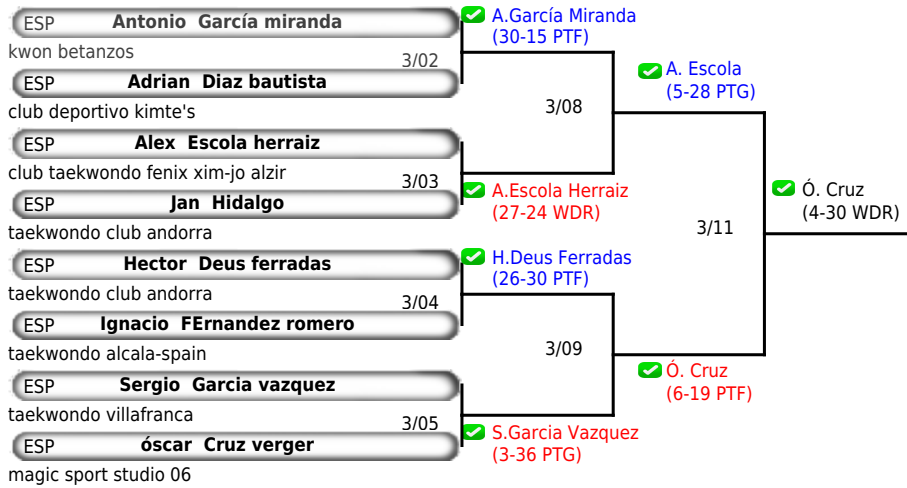 ESP Antonio García miranda
kwon betanzos
3/02
ESP Adrian Diaz bautista
club deportivo kimte's
ESP Alex Escola herraiz
club taekwondo fenix xim-jo alzir
3/03
ESP Jan Hidalgo
taekwondo club andorra
ESP Hector Deus ferradas
taekwondo club andorra
3/04
ESP Ignacio FErnandez romero
taekwondo alcala-spain
ESP Sergio Garcia vazquez
taekwondo villafranca
3/05
ESP óscar Cruz verger
magic sport studio 06
A.García Miranda
(30-15 PTF)
3/08
A.Escola Herraiz
(27-24 WDR)
H.Deus Ferradas
(26-30 PTF)
3/09
S.Garcia Vazquez
(3-36 PTG)
A. Escola
(5-28 PTG)
3/11
Ó. Cruz
(6-19 PTF)
Ó. Cruz
(4-30 WDR)